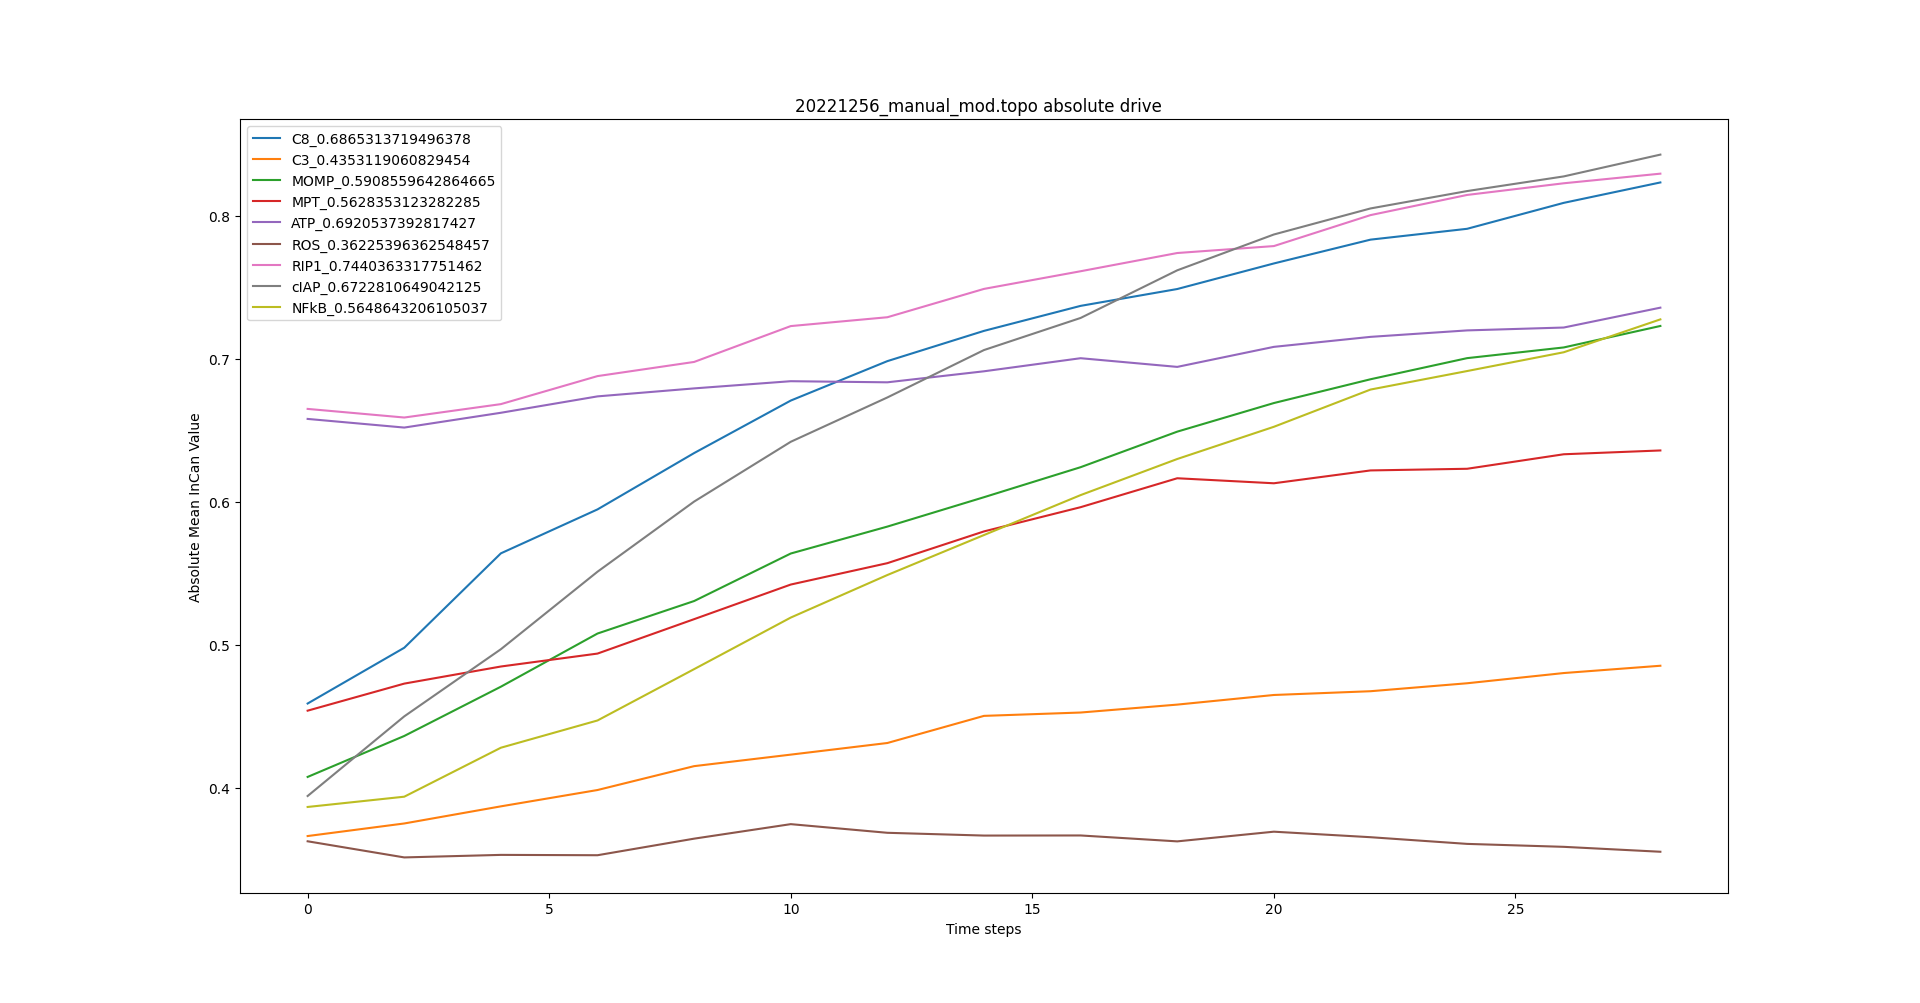 20221256_manual_mod.topo absolute drive
C8_0.6865313719496378
C3_0.4353119060829454
MOMP_0.5908559642864665
MPT_0.5628353123282285
ATP_0.6920537392817427
ROS_0.36225396362548457
RIP1_0.7440363317751462
cIAP_0.6722810649042125
NFkB_0.5648643206105037
Absolute Mean InCan Value
0.8
0.7
0.6
0.5
0.4
0 5 10 15 20 25
Time steps